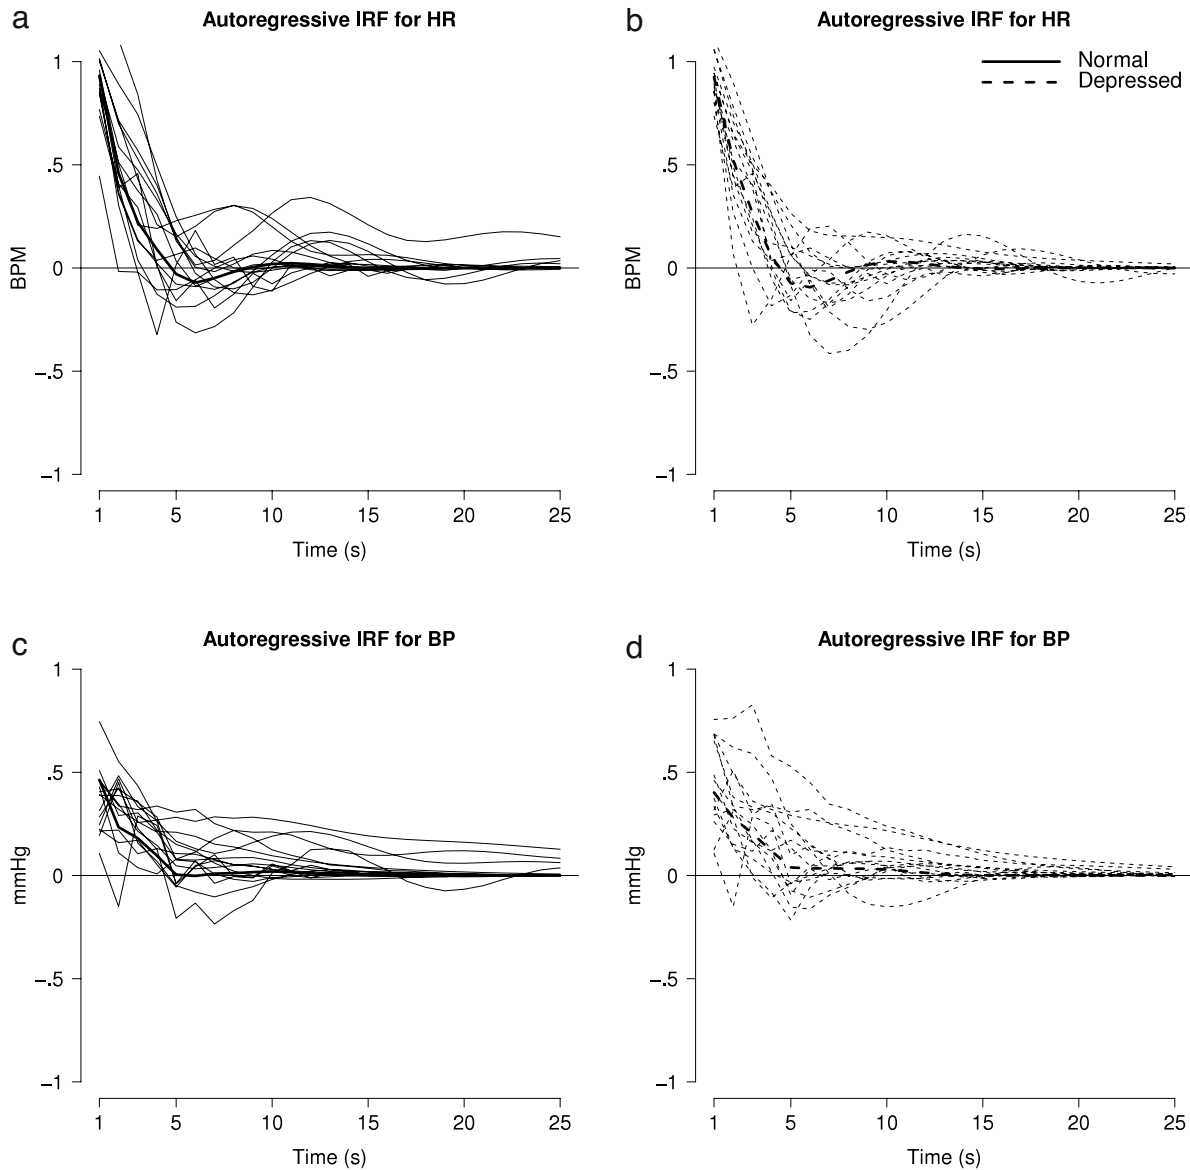 a
Autoregressive IRF for HR
1
.5
0
−.5
−1
BPM
1 5 10 15 20 25
Time (s)
b
Autoregressive IRF for HR
Normal
Depressed
1
.5
0
−.5
−1
BPM
1 5 10 15 20 25
Time (s)
c
Autoregressive IRF for BP
1
.5
0
−.5
−1
mmHg
1 5 10 15 20 25
Time (s)
d
Autoregressive IRF for BP
1
.5
0
−.5
−1
mmHg
1 5 10 15 20 25
Time (s)